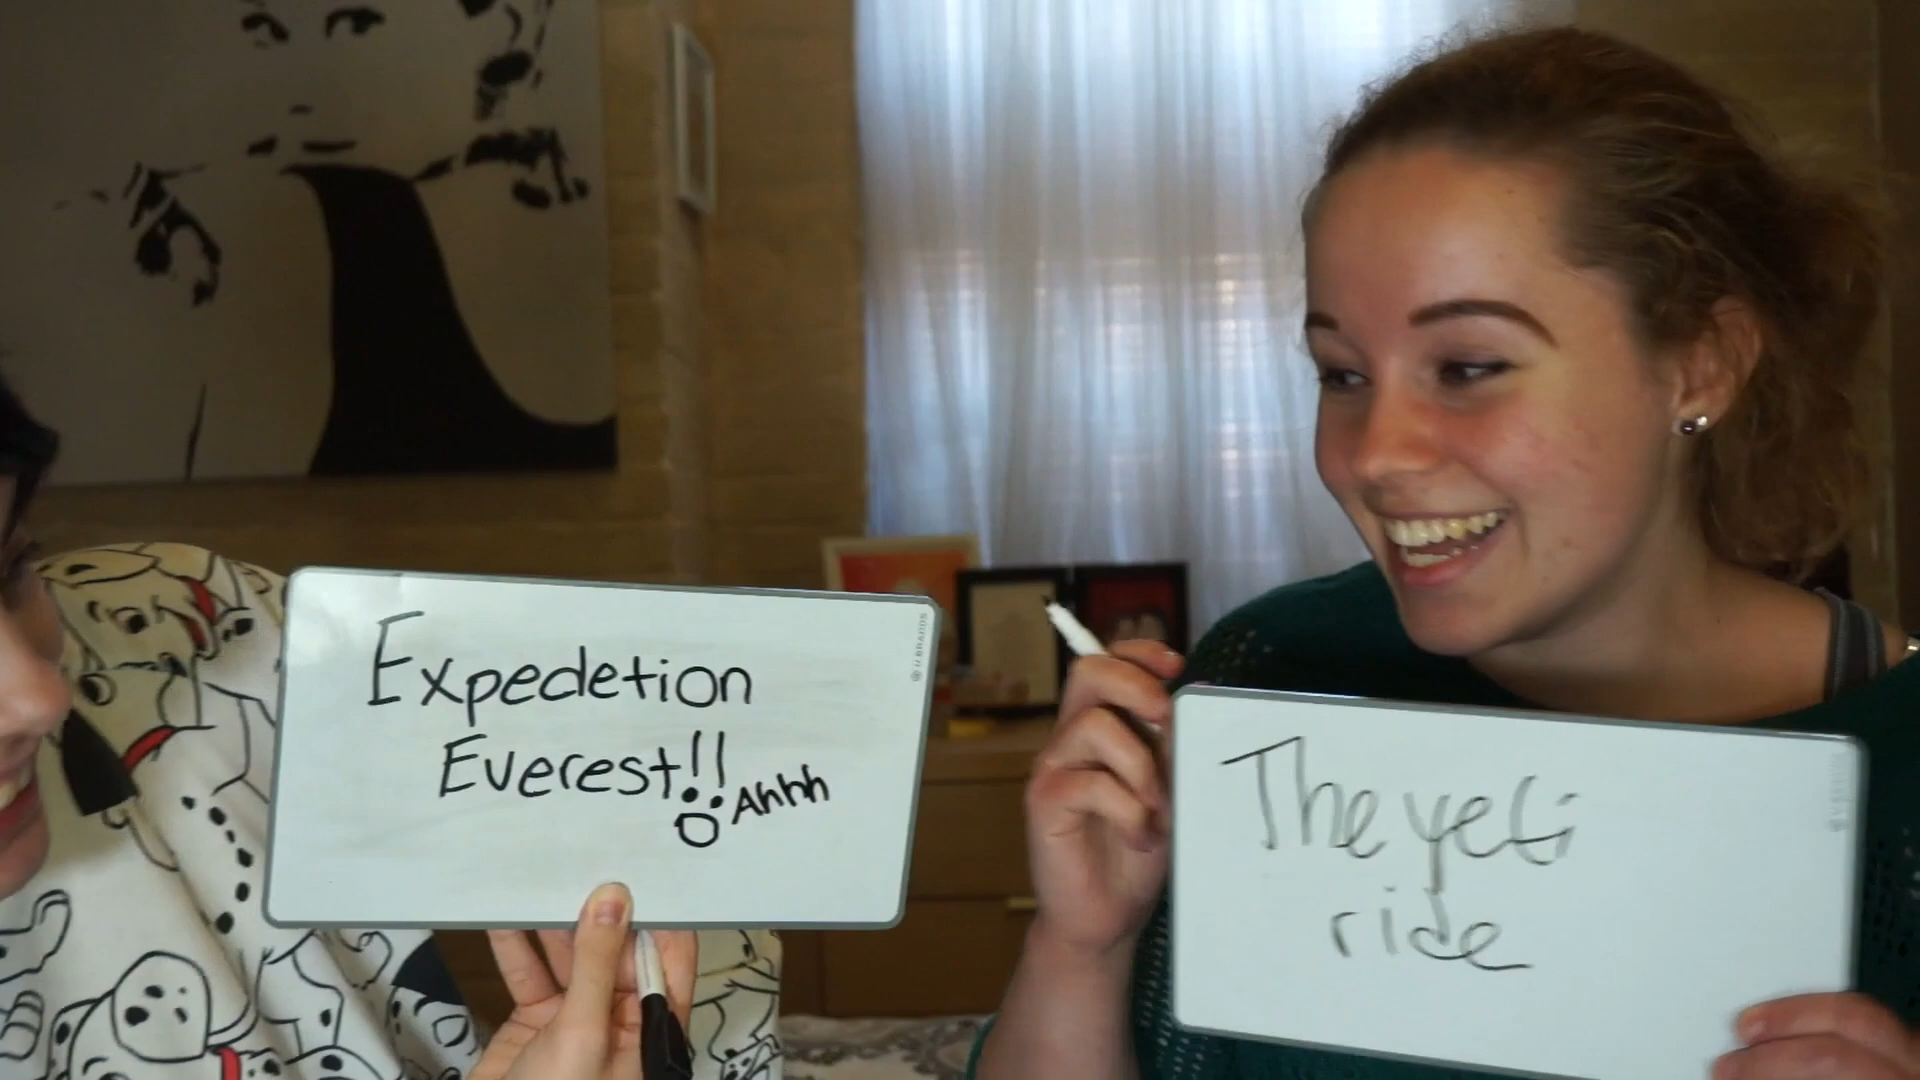 Expedetion
Everest!!
Ahhh
The yeti
ride